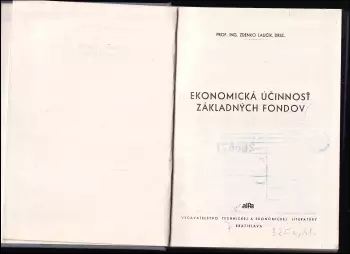 PROF. ING. ZDENKO LAUČÍK, DRSC.
EKONOMICKÁ ÚČINNOSŤ
ZÁKLADNÝCH FONDOV
alfa
VYDAVATEĽSTVO TECHNICKEJ A EKONOMICKEJ LITERATÚRY
BRATISLAVA